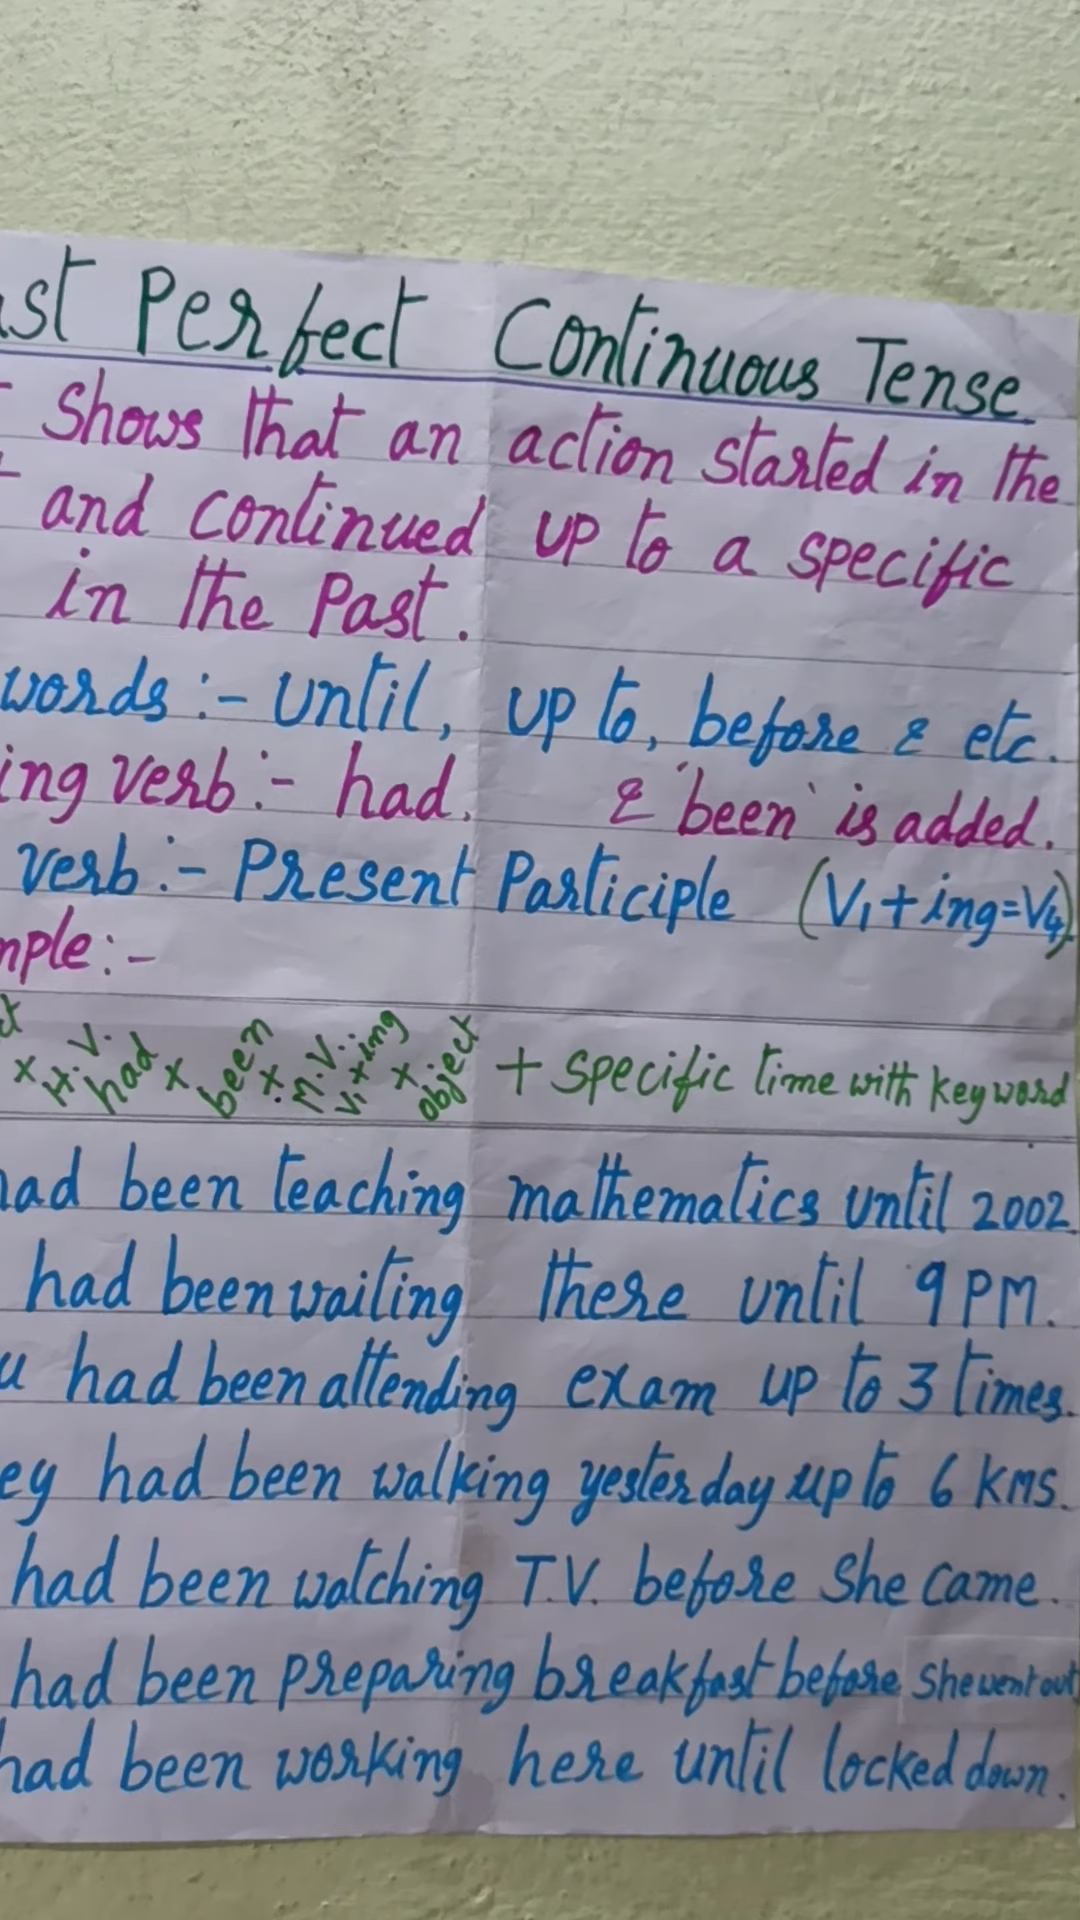 st Perfect Continuous Tense
Shows that an action started in the
and continued up to a specific
in the Past.
words :- until, up to, before & etc.
ing verb :- had. & 'been' is added.
verb :- Present Participle (V1+ing=V4)
mple :-
ct x H.V. had x been x M.V. V1+ing x object + specific time with keyword
had been teaching mathematics until 2002.
had been waiting there until 9 PM.
u had been attending exam up to 3 times.
ey had been walking yesterday up to 6 KMS.
had been watching T.V. before She came.
had been preparing breakfast before She went out
had been working here until locked down.